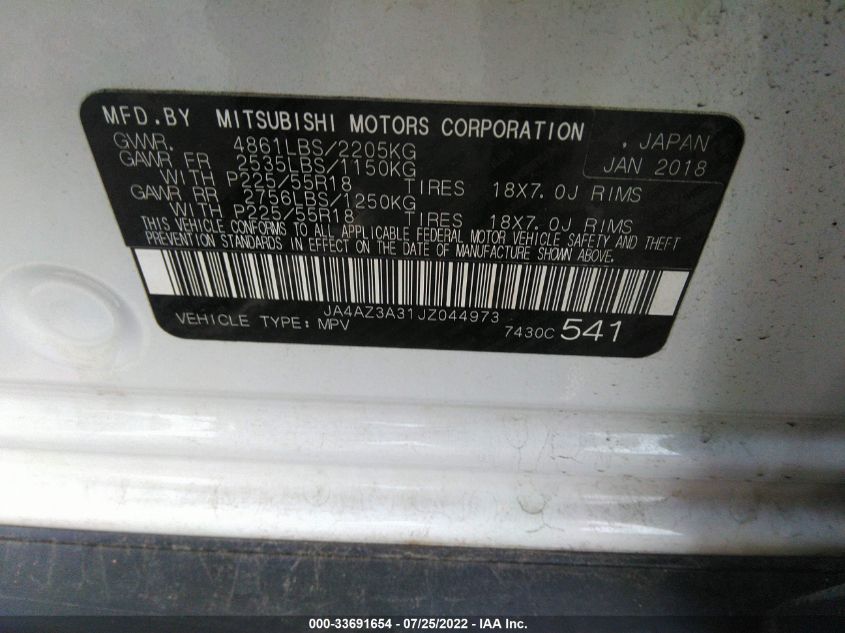 MFD.BY MITSUBISHI MOTORS CORPORATION
, JAPAN
JAN 2018
GVWR. 4861LBS/2205KG
GAWR FR 2535LBS/1150KG
WITH P225/55R18 TIRES 18X7.0J RIMS
GAWR RR 2756LBS/1250KG
WITH P225/55R18 TIRES 18X7.0J RIMS
THIS VEHICLE CONFORMS TO ALL APPLICABLE FEDERAL MOTOR VEHICLE SAFETY AND THEFT
PREVENTION STANDARDS IN EFFECT ON THE DATE OF MANUFACTURE SHOWN ABOVE.
JA4AZ3A31JZ044973
VEHICLE TYPE: MPV 7430C 541
000-33691654 - 07/25/2022 - IAA Inc.